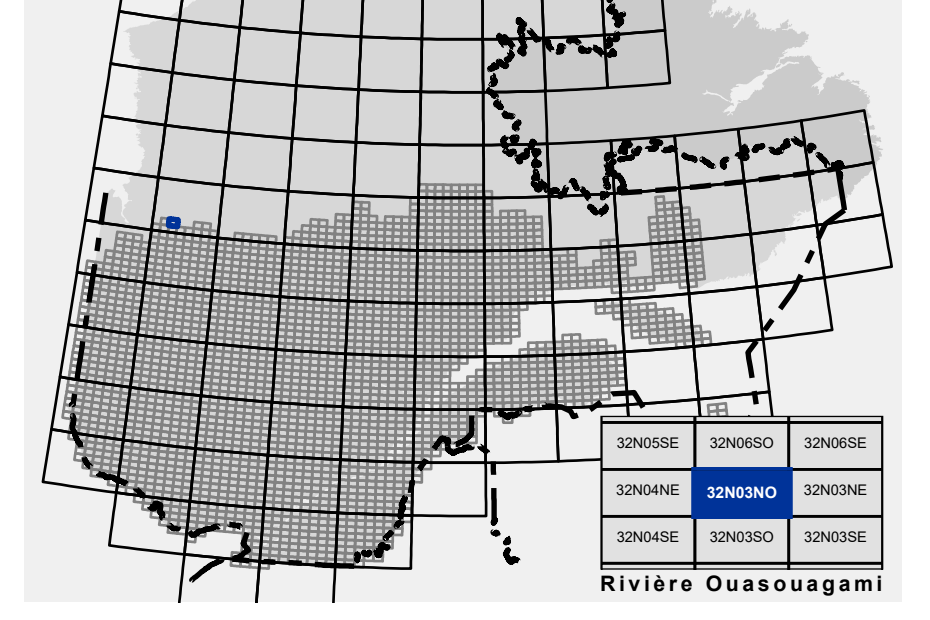 32N05SE 32N06SO 32N06SE
32N04NE 32N03NO 32N03NE
32N04SE 32N03SO 32N03SE
Rivière Ouasouagami